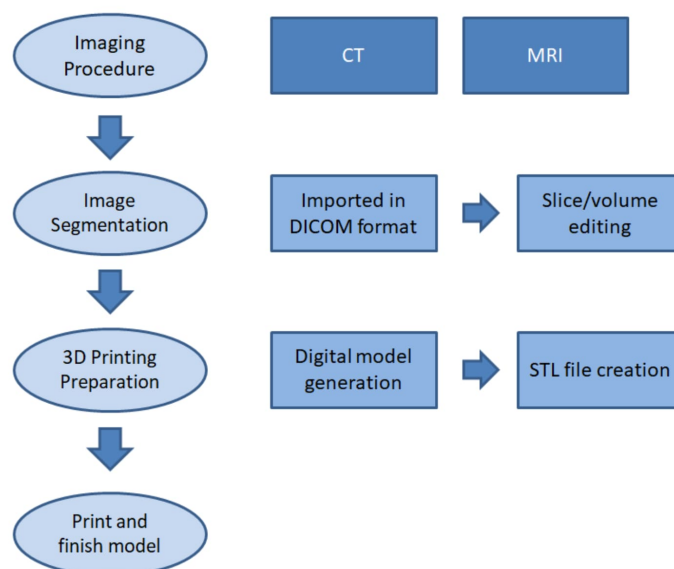 Imaging
Procedure
CT
MRI
Image
Segmentation
Imported in
DICOM format
Slice/volume
editing
3D Printing
Preparation
Digital model
generation
STL file creation
Print and
finish model